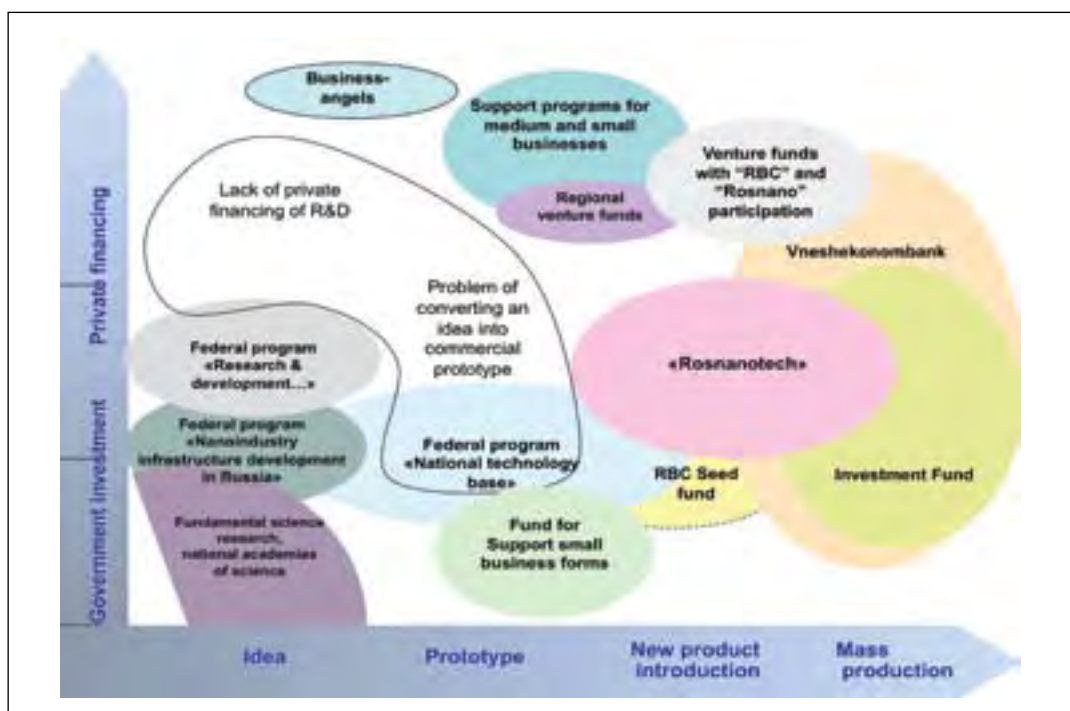 Business-
angels
Support programs for
medium and small
businesses
Venture funds
with "RBC" and
"Rosnano"
participation
Lack of private
financing of R&D
Regional
venture funds
Vneshekonombank
Private financing
Problem of
converting an
idea into
commercial
prototype
Federal program
«Research &
development...»
«Rosnanotech»
Federal program
«Nanoindustry
infrastructure development
in Russia»
Federal program
«National technology
base»
RBC Seed
fund
Investment Fund
Government investment
Fundamental science
research,
national academies
of science
Fund for
Support small
business forms
Idea
Prototype
New product
introduction
Mass
production